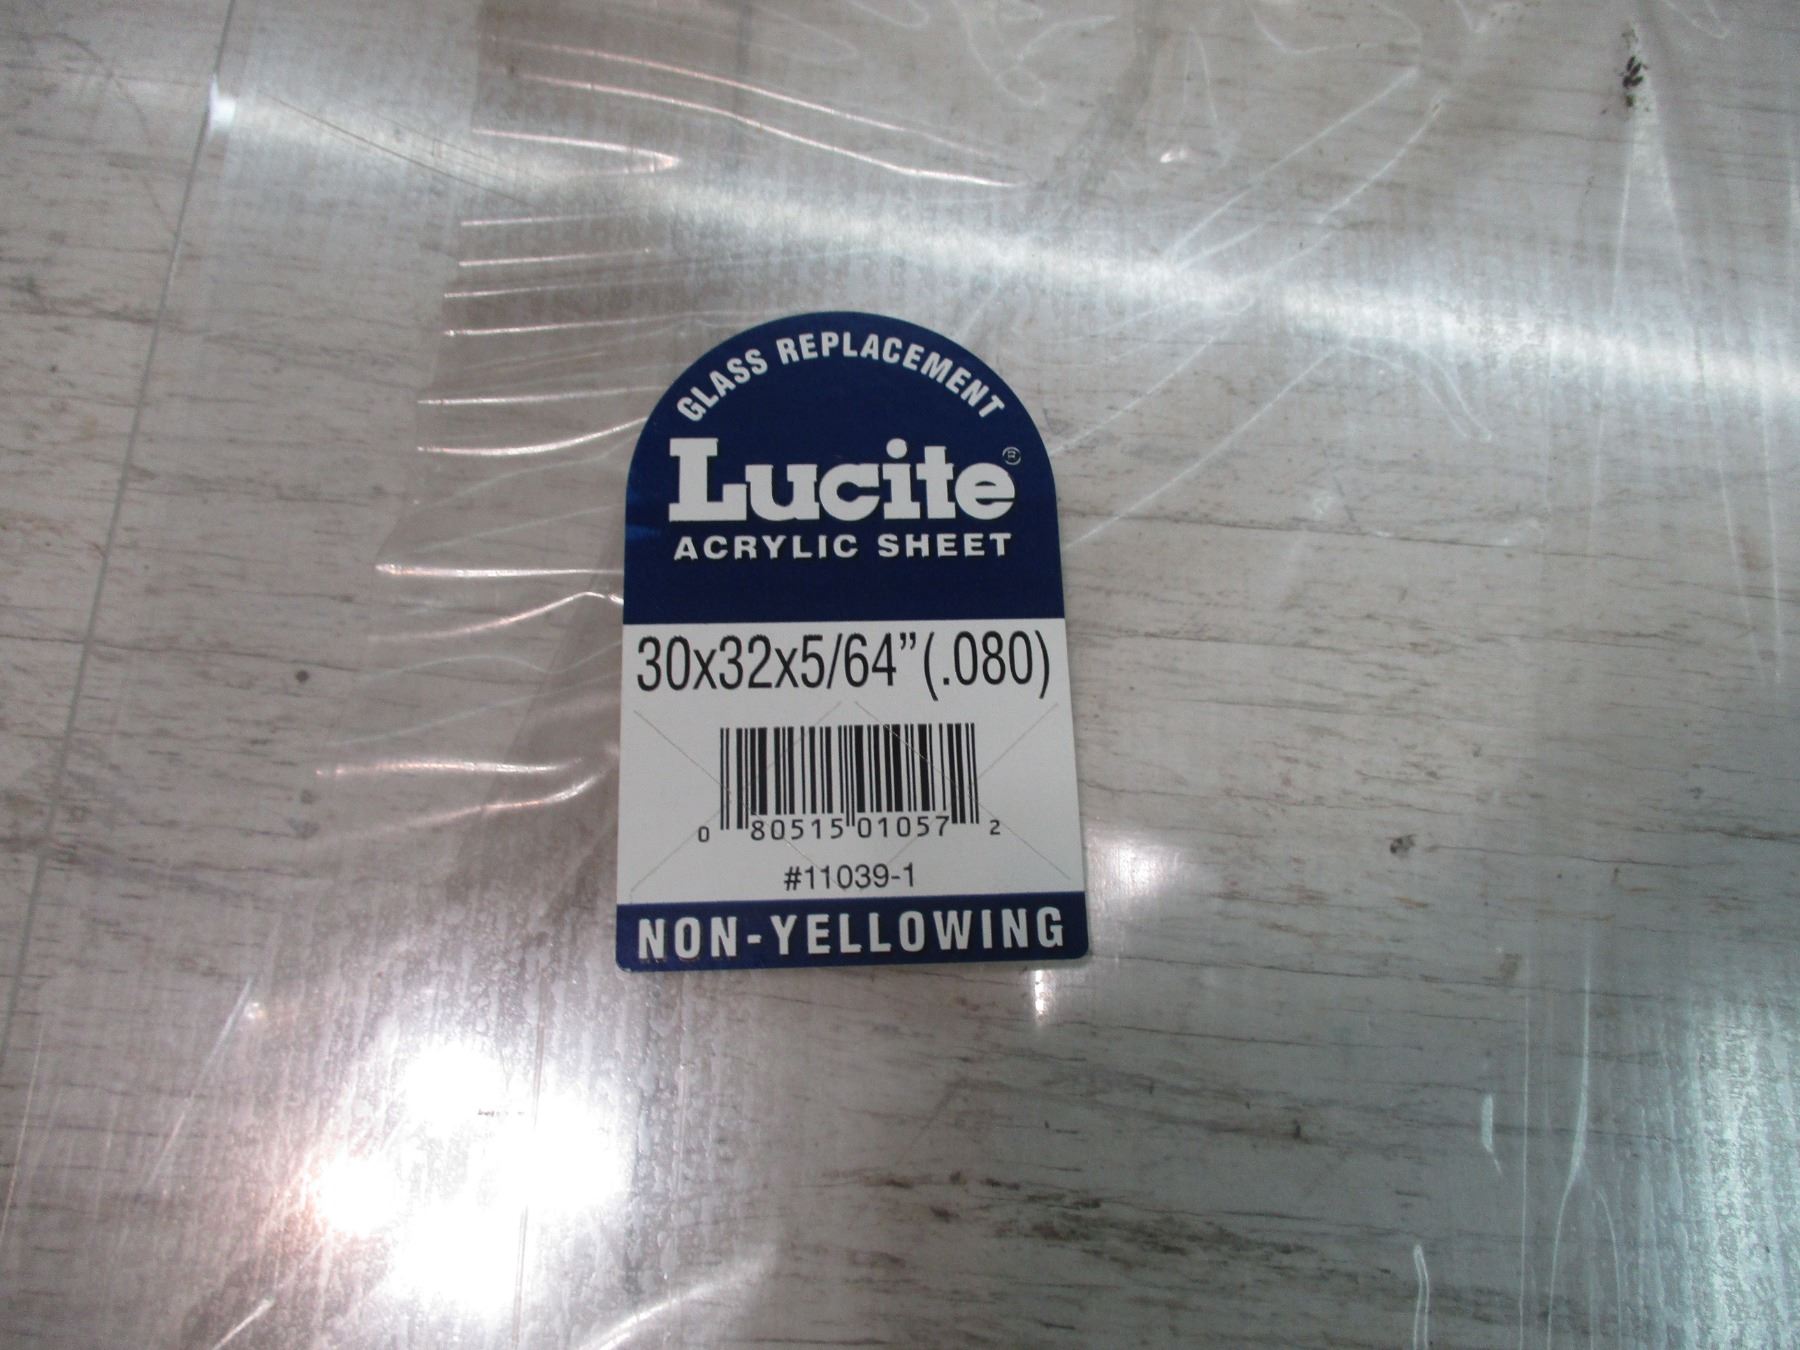 GLASS REPLACEMENT
Lucite®
ACRYLIC SHEET
30x32x5/64”(.080)
0 80515 01057 2
#11039-1
NON-YELLOWING